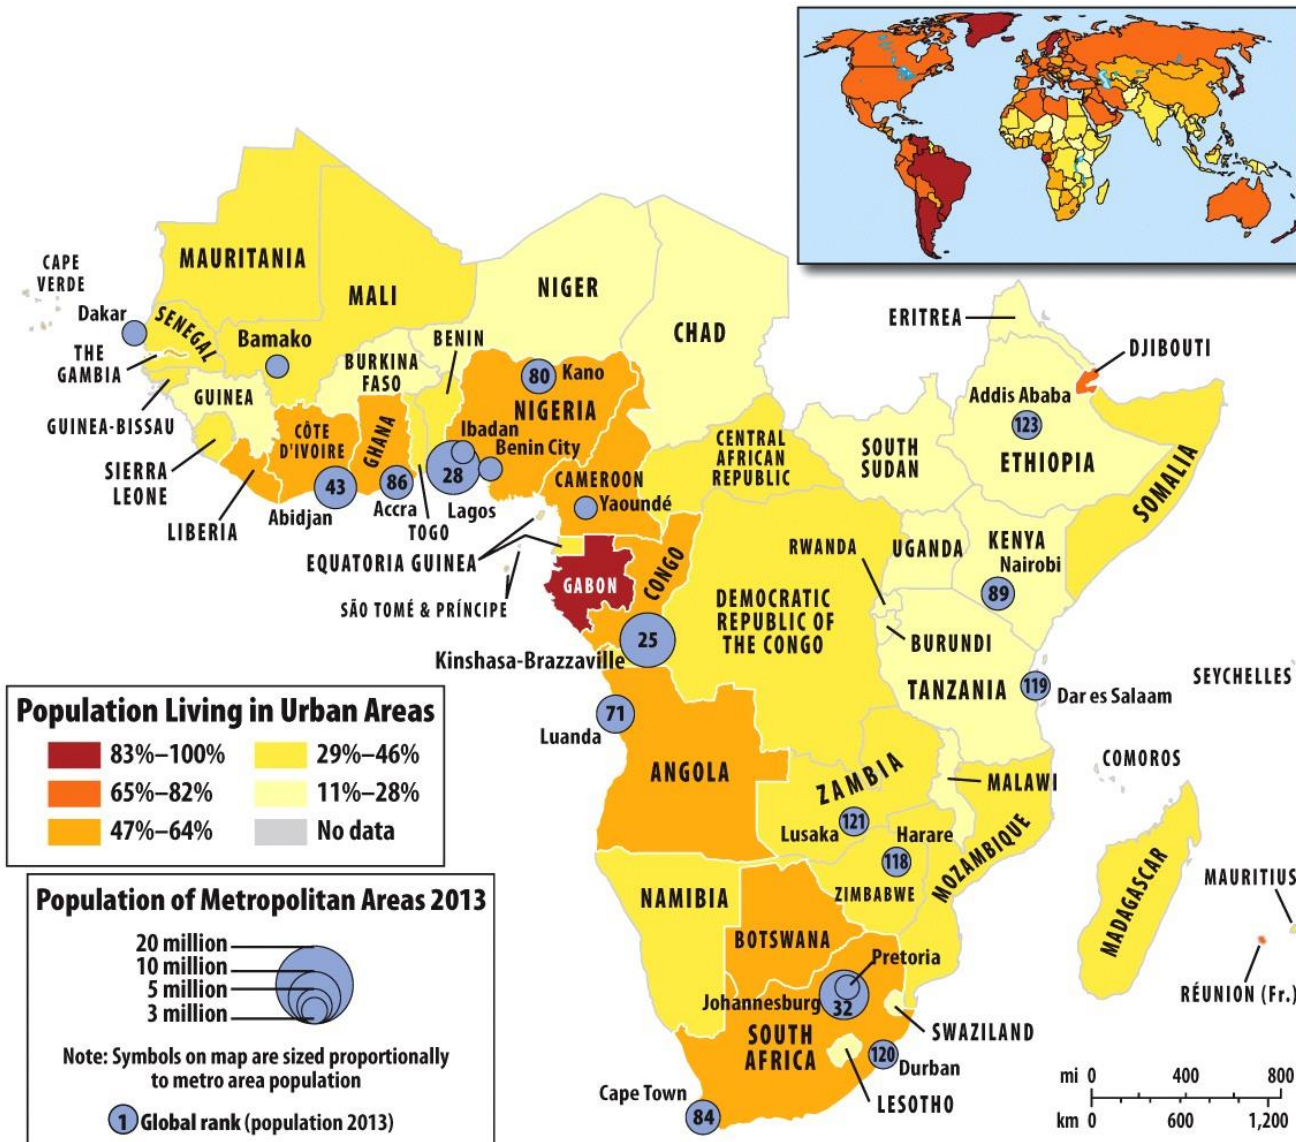 CAPE
VERDE
MAURITANIA
MALI
NIGER
CHAD
ERITREA
DJIBOUTI
Dakar
SENEGAL
THE
GAMBIA
Bamako
BURKINA
FASO
BENIN
80
Kano
NIGERIA
Addis Ababa
123
ETHIOPIA
SOMALIA
GUINEA
GUINEA-BISSAU
SIERRA
LEONE
LIBERIA
CÔTE
D'IVOIRE
GHANA
43
Abidjan
86
Accra
TOGO
Ibadan
Benin City
28
Lagos
CAMEROON
Yaoundé
CENTRAL
AFRICAN
REPUBLIC
SOUTH
SUDAN
EQUATORIA GUINEA
SÃO TOMÉ & PRÍNCIPE
GABON
CONGO
DEMOCRATIC
REPUBLIC OF
THE CONGO
RWANDA
UGANDA
KENYA
Nairobi
89
BURUNDI
25
Kinshasa-Brazzaville
TANZANIA
119
Dar es Salaam
SEYCHELLES
71
Luanda
ANGOLA
ZAMBIA
MALAWI
COMOROS
Lusaka
121
Harare
118
ZIMBABWE
MOZAMBIQUE
MADAGASCAR
MAURITIUS
RÉUNION (Fr.)
NAMIBIA
BOTSWANA
Pretoria
Johannesburg
32
SOUTH
AFRICA
SWAZILAND
120
Durban
LESOTHO
Cape Town
84
Population Living in Urban Areas
83%–100%
29%–46%
65%–82%
11%–28%
47%–64%
No data
Population of Metropolitan Areas 2013
20 million
10 million
5 million
3 million
Note: Symbols on map are sized proportionally
to metro area population
1 Global rank (population 2013)
mi 0 400 800
km 0 600 1,200